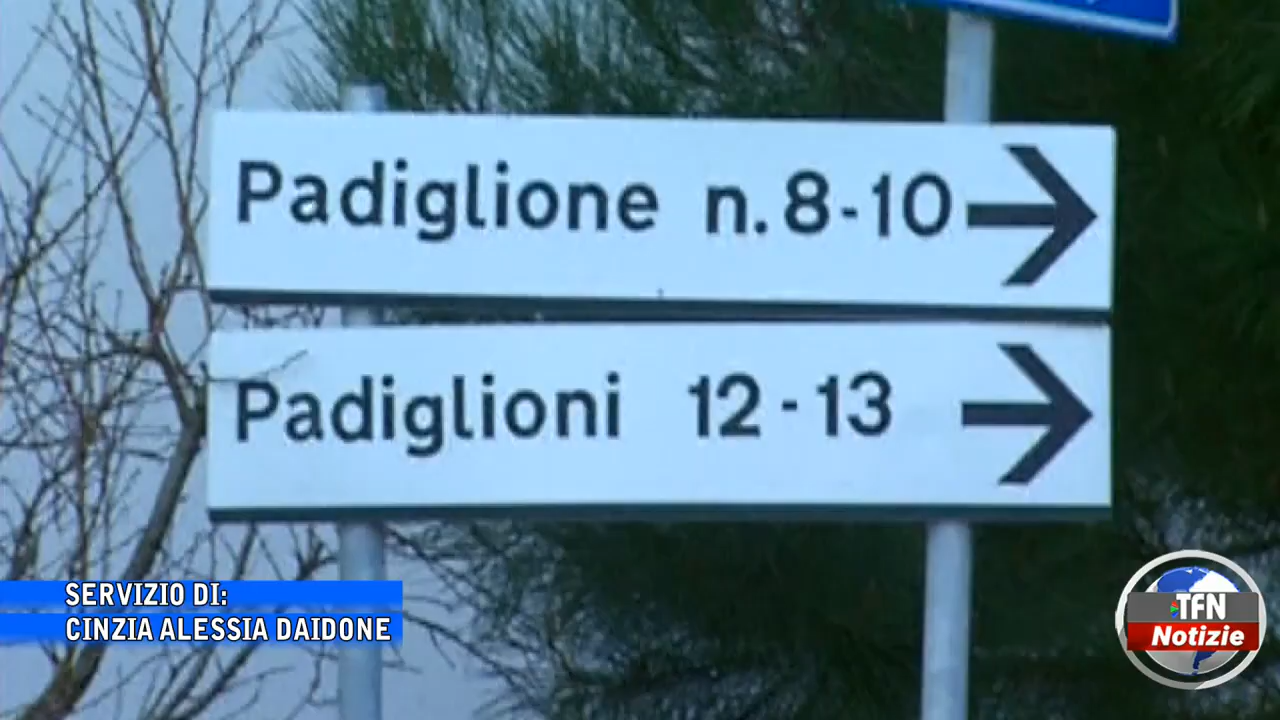 Padiglione n. 8-10
Padiglioni 12 - 13
SERVIZIO DI:
CINZIA ALESSIA DAIDONE
TFN
Notizie